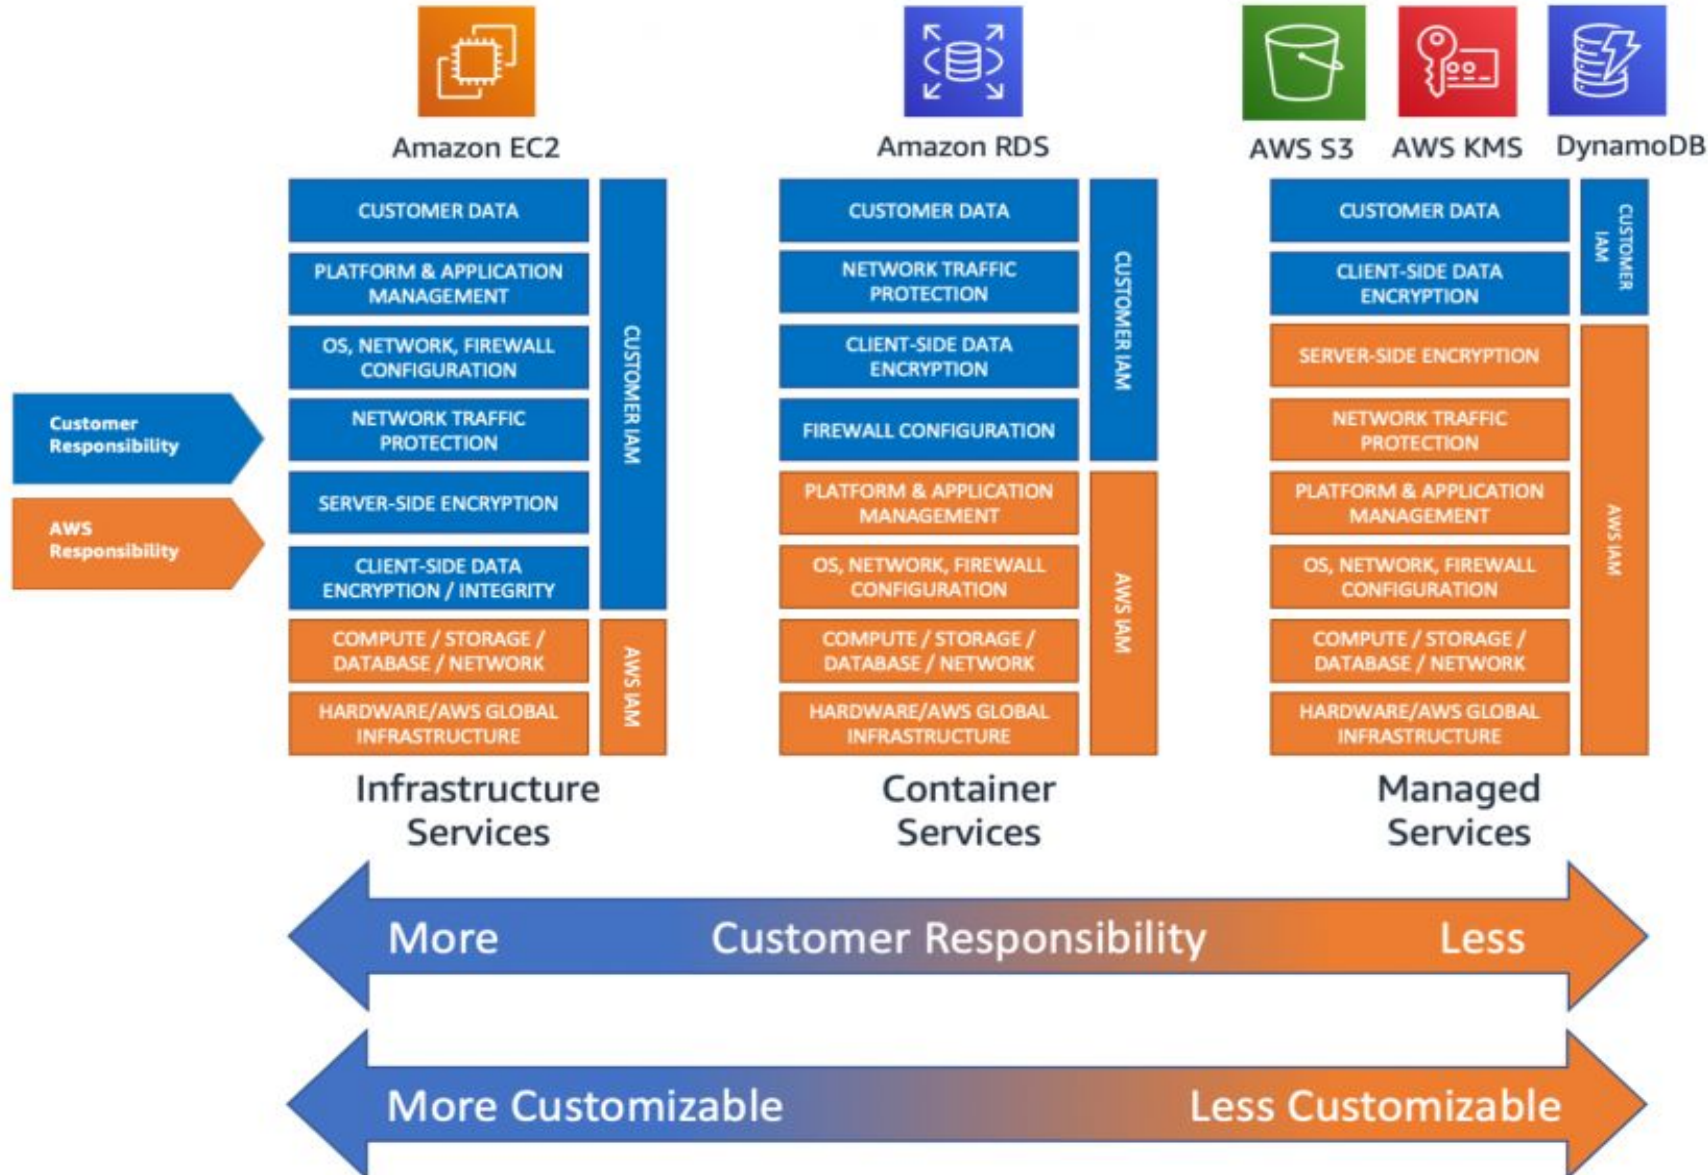 Amazon EC2
Amazon RDS
AWS S3
AWS KMS
DynamoDB
Customer
Responsibility
AWS
Responsibility
CUSTOMER DATA
PLATFORM & APPLICATION
MANAGEMENT
OS, NETWORK, FIREWALL
CONFIGURATION
NETWORK TRAFFIC
PROTECTION
SERVER-SIDE ENCRYPTION
CLIENT-SIDE DATA
ENCRYPTION / INTEGRITY
COMPUTE / STORAGE /
DATABASE / NETWORK
HARDWARE/AWS GLOBAL
INFRASTRUCTURE
CUSTOMER IAM
AWS IAM
Infrastructure
Services
CUSTOMER DATA
NETWORK TRAFFIC
PROTECTION
CLIENT-SIDE DATA
ENCRYPTION
FIREWALL CONFIGURATION
PLATFORM & APPLICATION
MANAGEMENT
OS, NETWORK, FIREWALL
CONFIGURATION
COMPUTE / STORAGE /
DATABASE / NETWORK
HARDWARE/AWS GLOBAL
INFRASTRUCTURE
CUSTOMER IAM
AWS IAM
Container
Services
CUSTOMER DATA
CLIENT-SIDE DATA
ENCRYPTION
SERVER-SIDE ENCRYPTION
NETWORK TRAFFIC
PROTECTION
PLATFORM & APPLICATION
MANAGEMENT
OS, NETWORK, FIREWALL
CONFIGURATION
COMPUTE / STORAGE /
DATABASE / NETWORK
HARDWARE/AWS GLOBAL
INFRASTRUCTURE
CUSTOMER
IAM
AWS IAM
Managed
Services
More Customer Responsibility Less
More Customizable Less Customizable